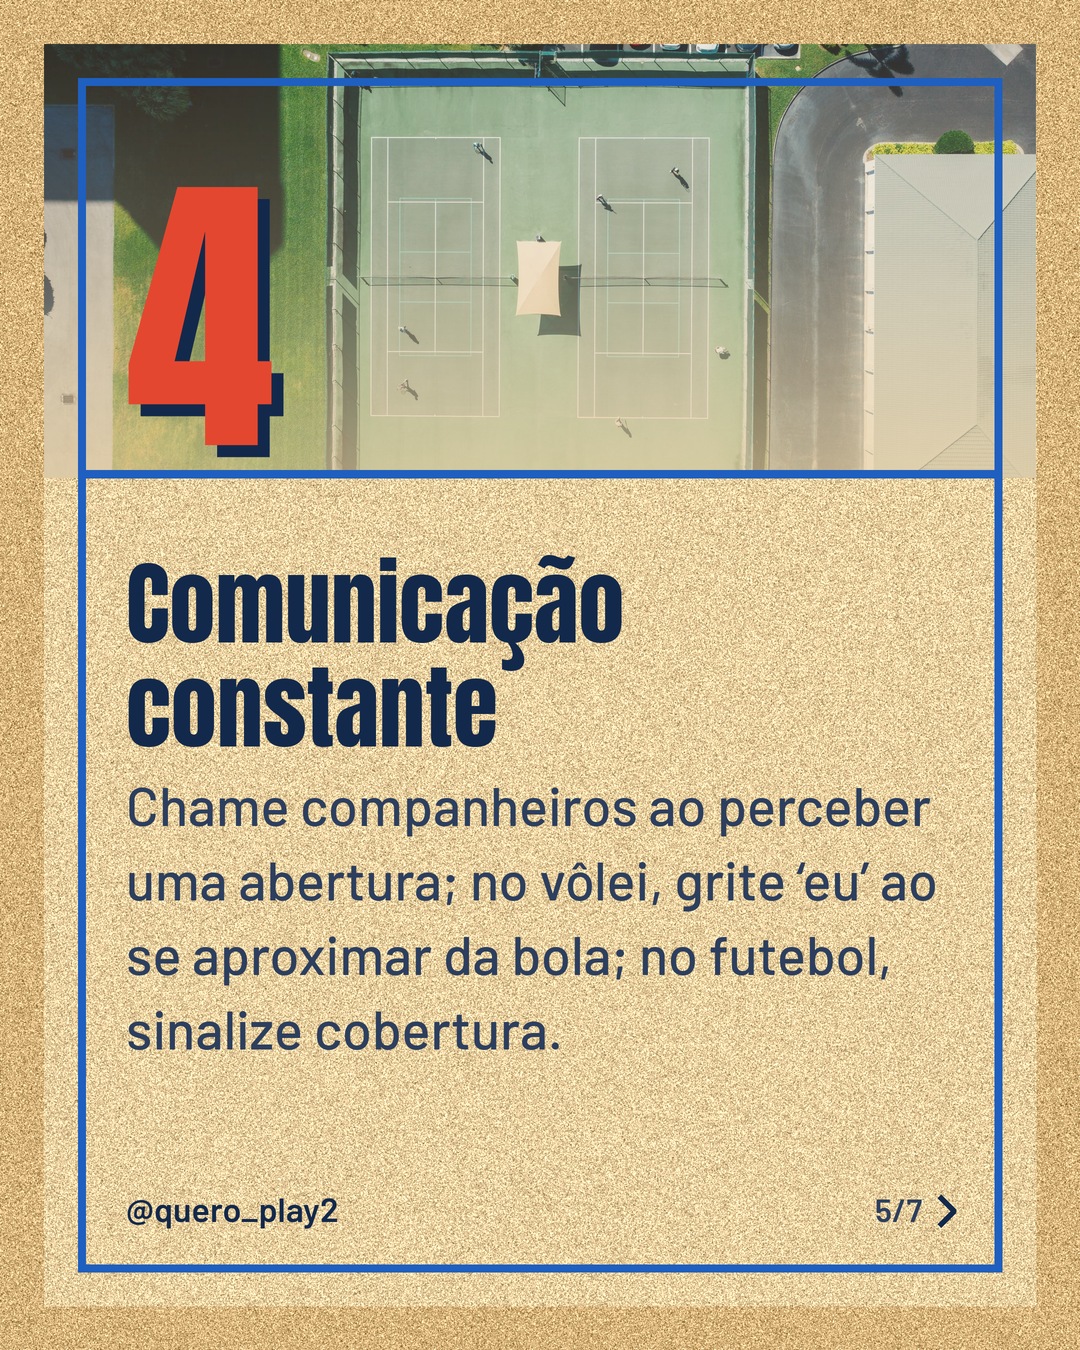 4
Comunicação
constante
Chame companheiros ao perceber
uma abertura; no vôlei, grite ‘eu’ ao
se aproximar da bola; no futebol,
sinalize cobertura.
@quero_play2
5/7